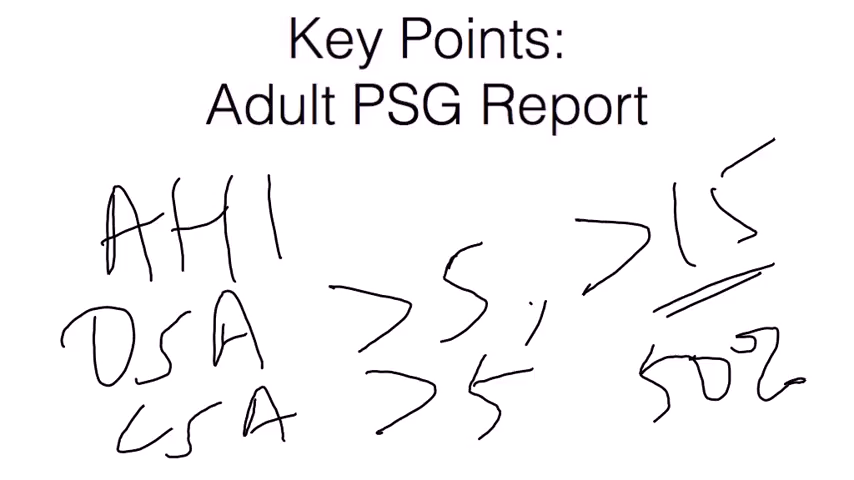 Key Points:
Adult PSG Report
AHI
OSA >5, >15
CSA >5 50%